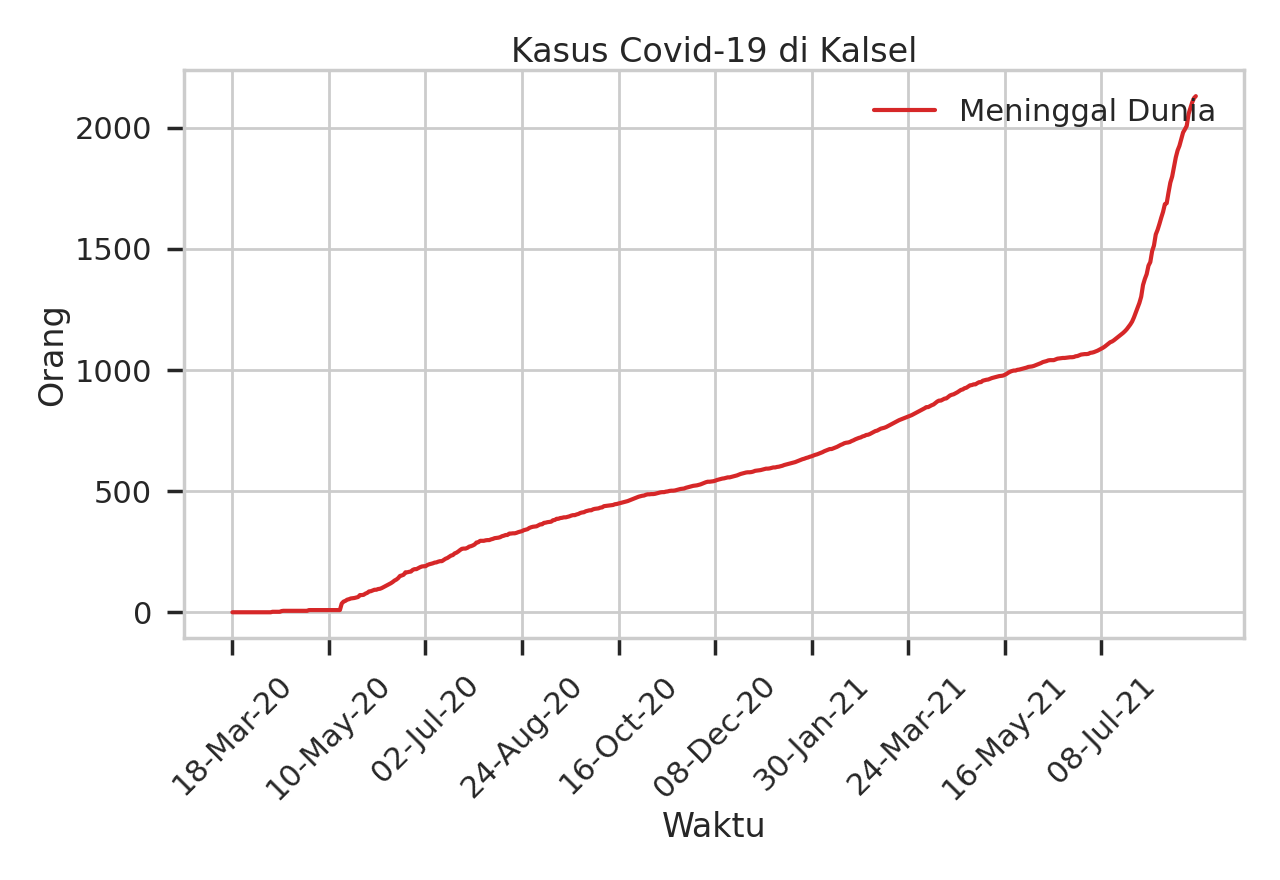 Kasus Covid-19 di Kalsel
Meninggal Dunia
Orang
2000
1500
1000
500
0
18-Mar-20
10-May-20
02-Jul-20
24-Aug-20
16-Oct-20
08-Dec-20
30-Jan-21
24-Mar-21
16-May-21
08-Jul-21
Waktu